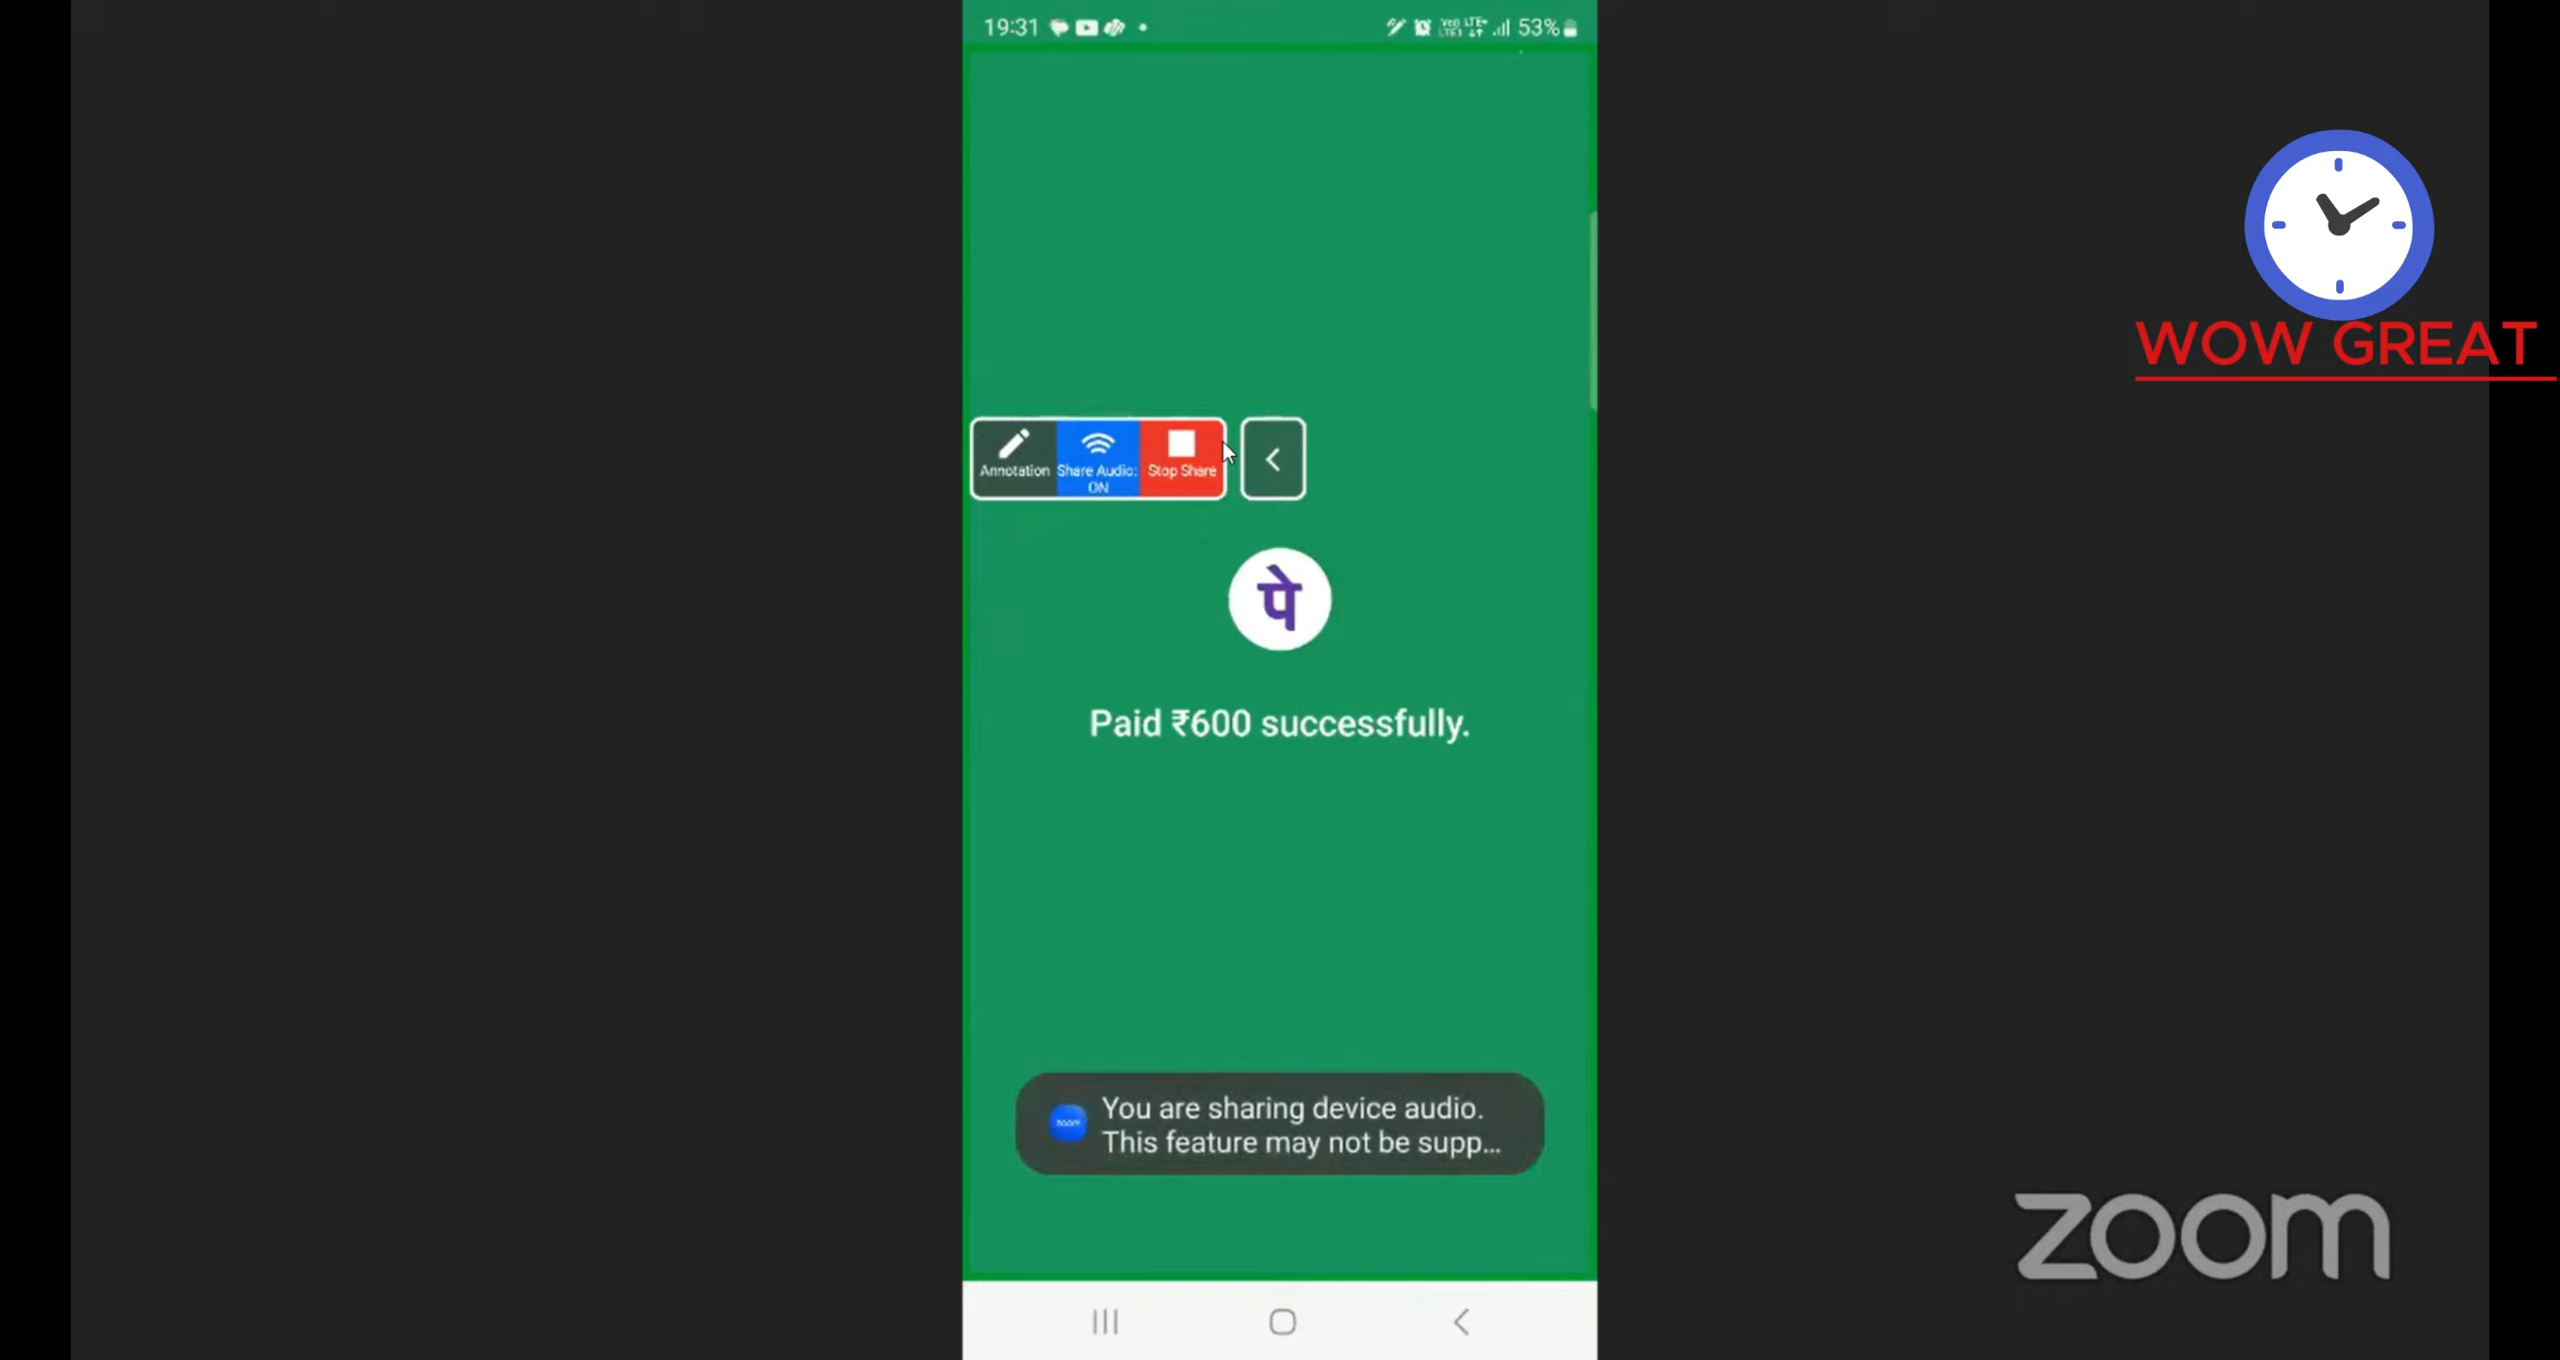 19:31
53%
WOW GREAT
Annotation
Share Audio:
ON
Stop Share
पे
Paid ₹600 successfully.
You are sharing device audio.
This feature may not be supp...
zoom
zoom